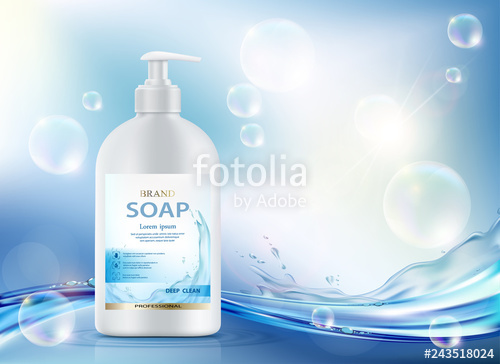 BRAND
SOAP
Lorem ipsum
DEEP CLEAN
PROFESSIONAL
fotolia
by Adobe
#243518024